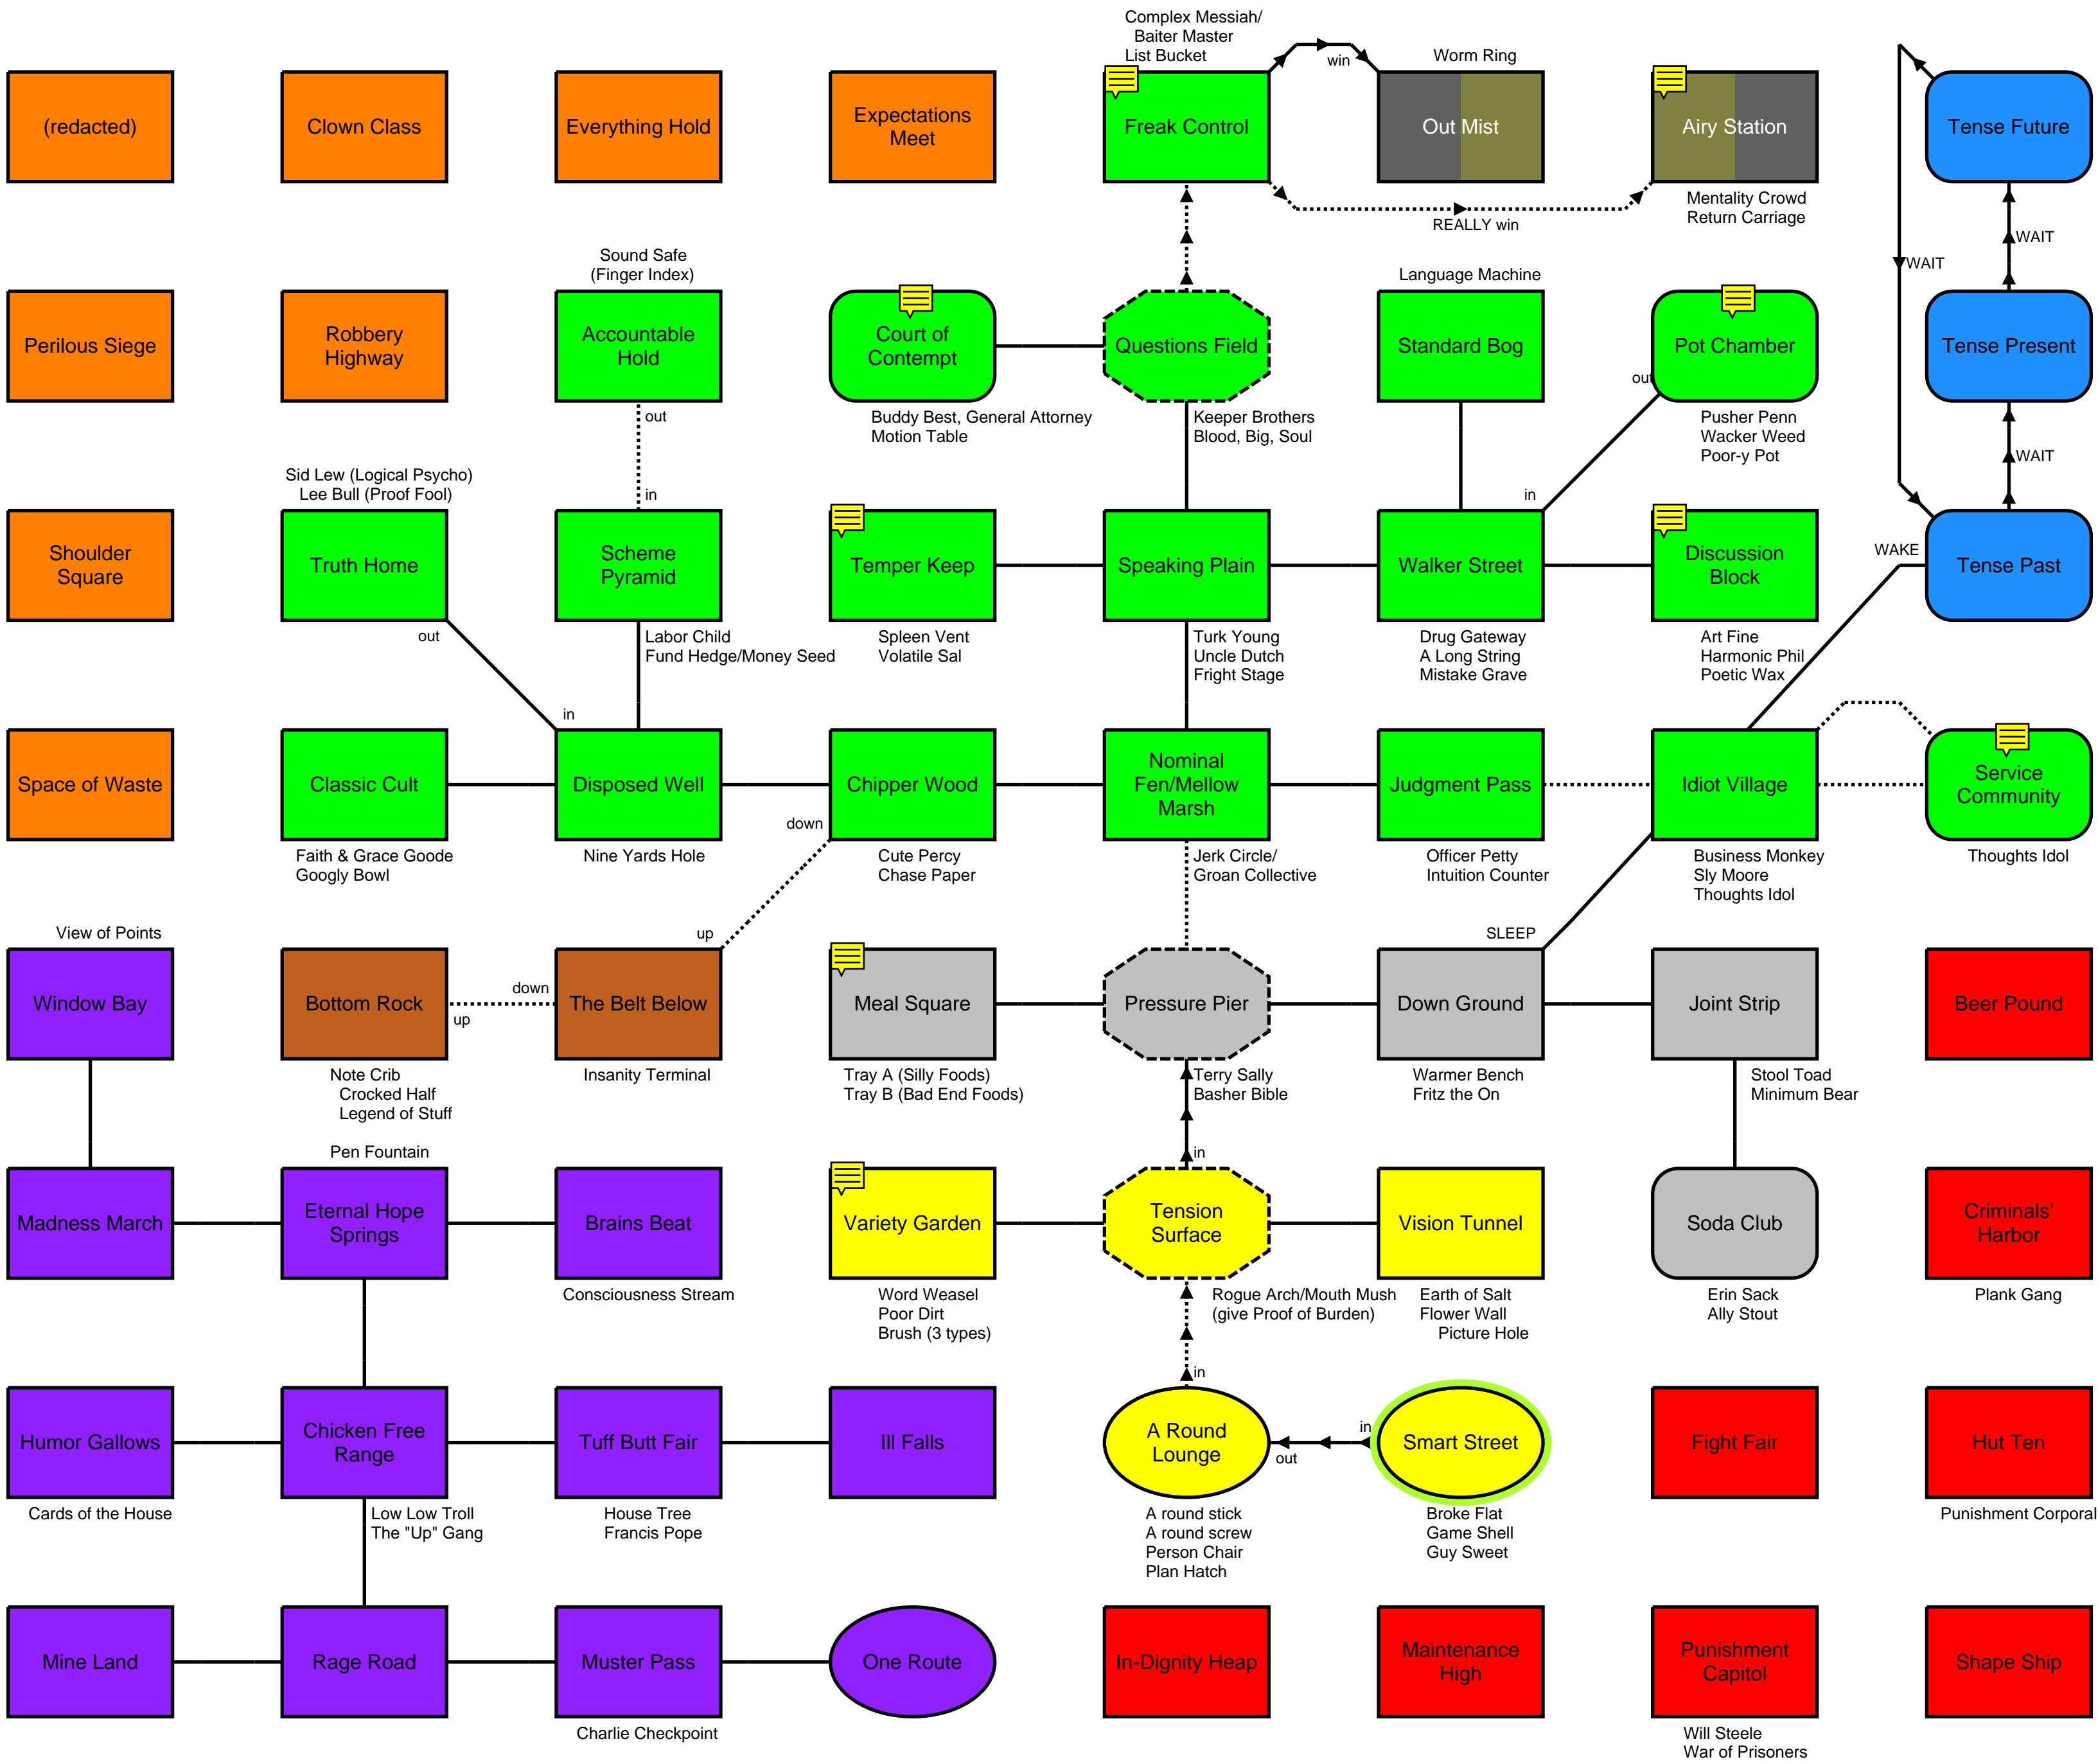 Complex Messiah/
Baiter Master
List Bucket
win
Worm Ring
(redacted)
Clown Class
Everything Hold
Expectations
Meet
Freak Control
Out Mist
Airy Station
Tense Future
Mentality Crowd
Return Carriage
REALLY win
WAIT
WAIT
Sound Safe
(Finger Index)
Language Machine
Perilous Siege
Robbery
Highway
Accountable
Hold
Court of
Contempt
Questions Field
Standard Bog
Pot Chamber
Tense Present
out
out
Buddy Best, General Attorney
Motion Table
Keeper Brothers
Blood, Big, Soul
Pusher Penn
Wacker Weed
Poor-y Pot
WAIT
Sid Lew (Logical Psycho)
Lee Bull (Proof Fool)
in
in
Shoulder
Square
Truth Home
Scheme
Pyramid
Temper Keep
Speaking Plain
Walker Street
Discussion
Block
WAKE
Tense Past
out
Labor Child
Fund Hedge/Money Seed
Spleen Vent
Volatile Sal
Turk Young
Uncle Dutch
Fright Stage
Drug Gateway
A Long String
Mistake Grave
Art Fine
Harmonic Phil
Poetic Wax
in
Space of Waste
Classic Cult
Disposed Well
Chipper Wood
Nominal
Fen/Mellow
Marsh
Judgment Pass
Idiot Village
Service
Community
down
Faith & Grace Goode
Googly Bowl
Nine Yards Hole
Cute Percy
Chase Paper
Jerk Circle/
Groan Collective
Officer Petty
Intuition Counter
Business Monkey
Sly Moore
Thoughts Idol
Thoughts Idol
View of Points
up
SLEEP
Window Bay
Bottom Rock
down
up
The Belt Below
Meal Square
Pressure Pier
Down Ground
Joint Strip
Beer Pound
Note Crib
Crocked Half
Legend of Stuff
Insanity Terminal
Tray A (Silly Foods)
Tray B (Bad End Foods)
Terry Sally
Basher Bible
Warmer Bench
Fritz the On
Stool Toad
Minimum Bear
Pen Fountain
in
Madness March
Eternal Hope
Springs
Brains Beat
Variety Garden
Tension
Surface
Vision Tunnel
Soda Club
Criminals'
Harbor
Consciousness Stream
Word Weasel
Poor Dirt
Brush (3 types)
Rogue Arch/Mouth Mush
(give Proof of Burden)
Earth of Salt
Flower Wall
Picture Hole
Erin Sack
Ally Stout
Plank Gang
in
Humor Gallows
Chicken Free
Range
Tuff Butt Fair
Ill Falls
A Round
Lounge
in
out
Smart Street
Fight Fair
Hut Ten
Cards of the House
Low Low Troll
The "Up" Gang
House Tree
Francis Pope
A round stick
A round screw
Person Chair
Plan Hatch
Broke Flat
Game Shell
Guy Sweet
Punishment Corporal
Mine Land
Rage Road
Muster Pass
One Route
In-Dignity Heap
Maintenance
High
Punishment
Capitol
Shape Ship
Charlie Checkpoint
Will Steele
War of Prisoners